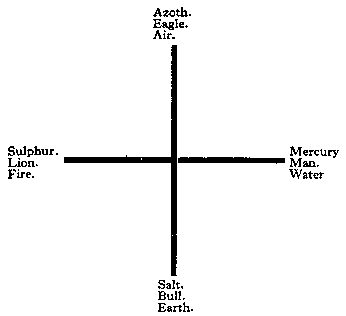 Azoth.
Eagle.
Air.
Sulphur.
Lion.
Fire.
Mercury
Man.
Water
Salt.
Bull.
Earth.